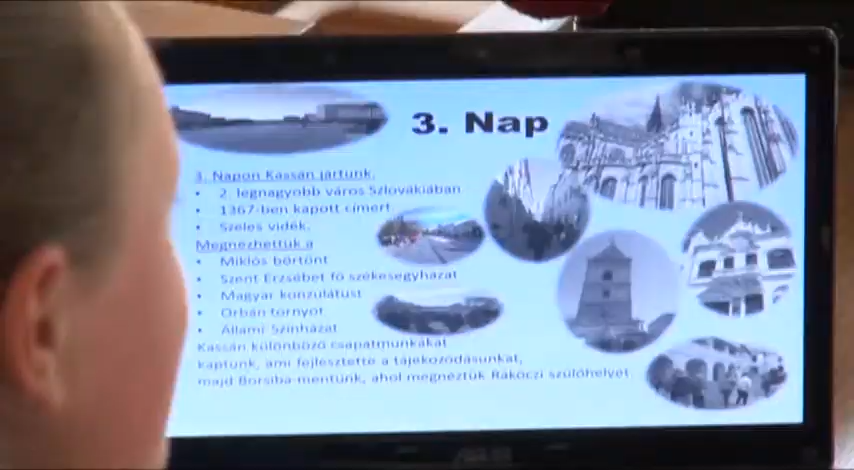 3. Nap
3. Napon Kassán jártunk.
• 2. legnagyobb város Szlovákiában
• 1367-ben kapott címert
• Szeles vidék.
Megnézhettük a
• Miklós börtönt
• Szent Erzsébet fő székesegyházat
• Magyar konzulátust
• Orbán tornyot
• Állami Színházat
Kassán különböző csapatmunkákat
kaptunk, ami fejlesztette a tájékozódásunkat,
majd Borsiba mentünk, ahol megnéztük Rákóczi szülőhelyét.
ASUS